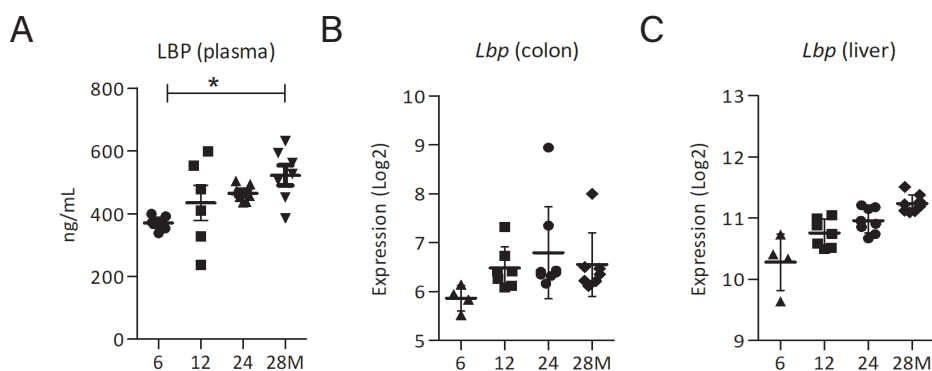 A
LBP (plasma)
*
800
600
400
200
0
ng/mL
6 12 24 28M
B
Lbp (colon)
10
9
8
7
6
5
Expression (Log2)
6 12 24 28M
C
Lbp (liver)
13
12
11
10
9
Expression (Log2)
6 12 24 28M